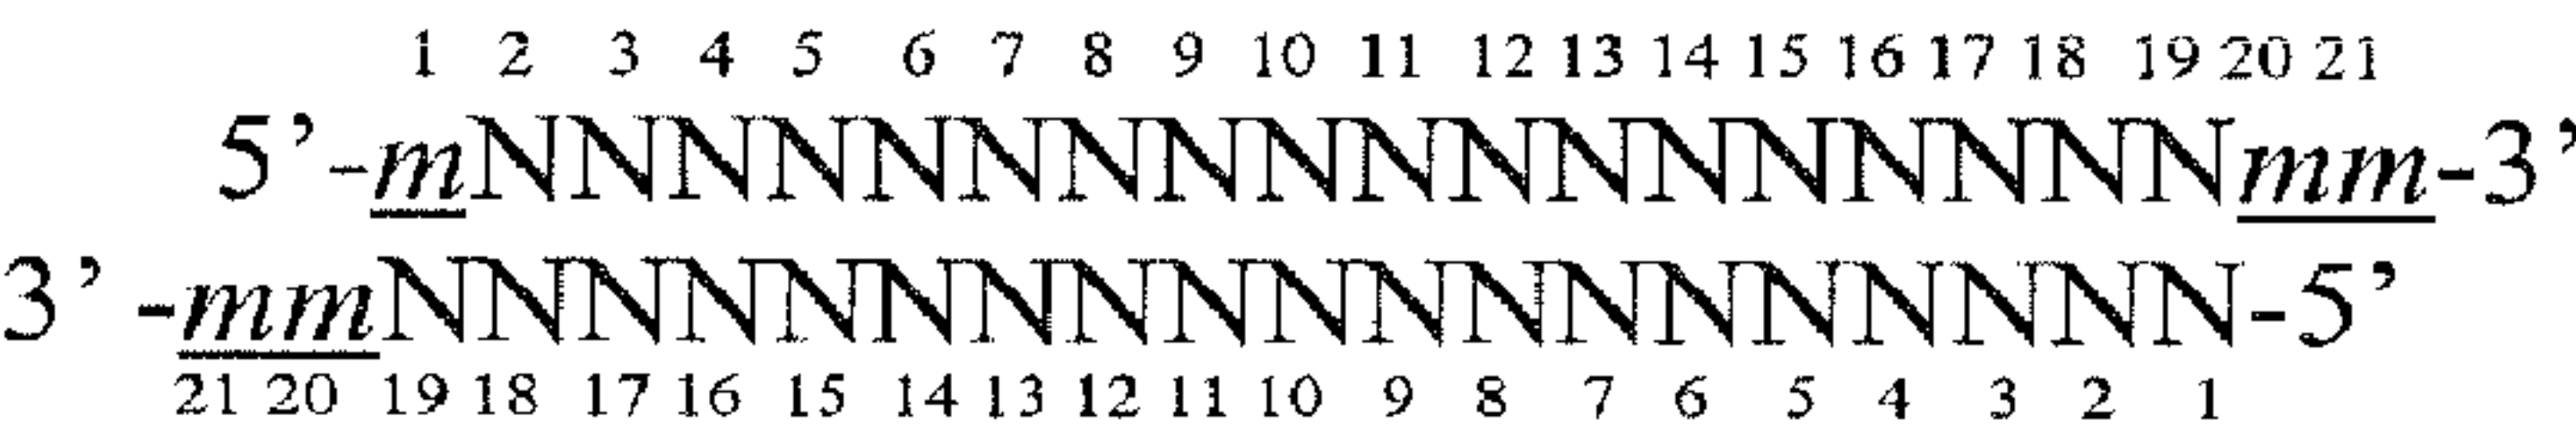 1 2 3 4 5 6 7 8 9 10 11 12 13 14 15 16 17 18 19 20 21
5’-mNNNNNNNNNNNNNNNNNNmm-3’
3’-mmNNNNNNNNNNNNNNNNNNN-5’
21 20 19 18 17 16 15 14 13 12 11 10 9 8 7 6 5 4 3 2 1